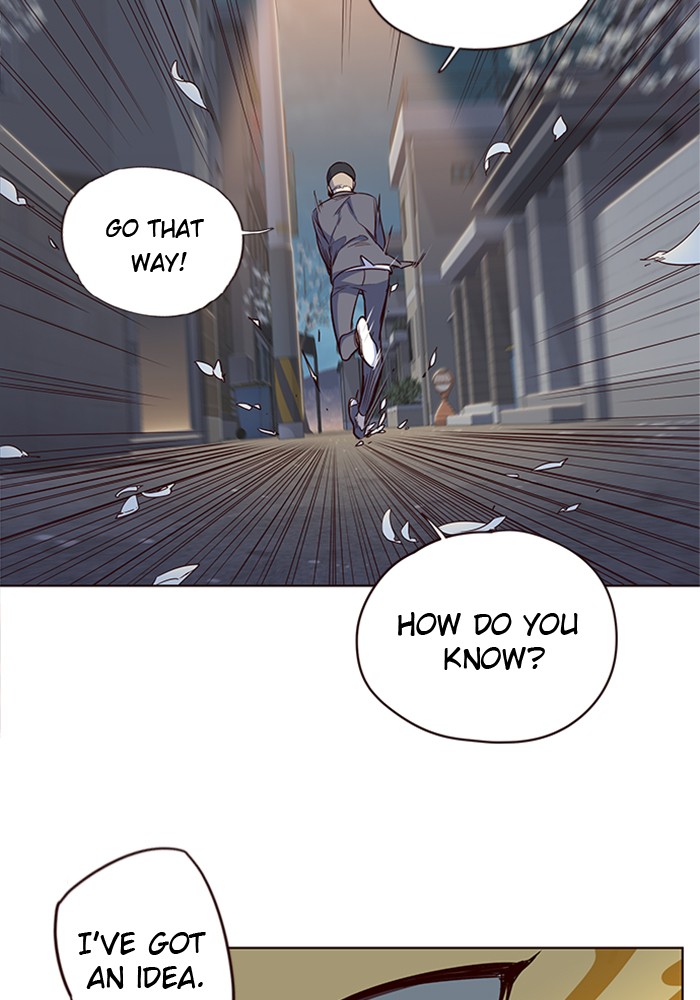 GO THAT
WAY!
HOW DO YOU
KNOW?
I'VE GOT
AN IDEA.